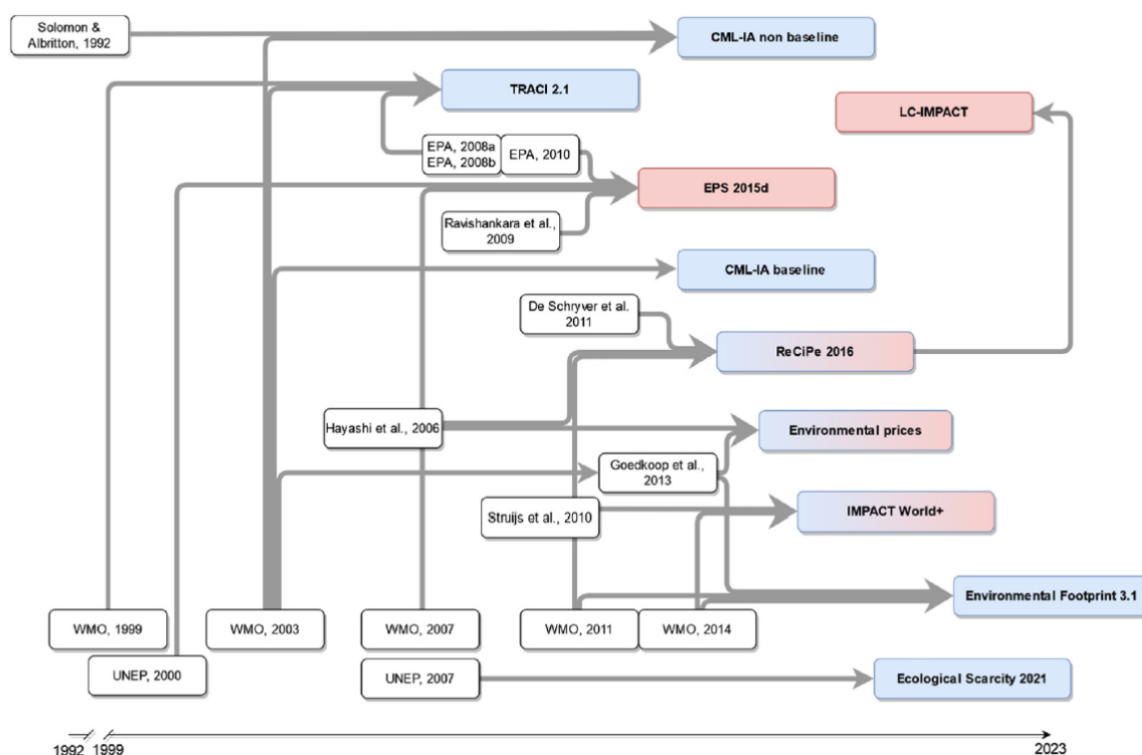 Solomon &
Albritton, 1992
CML-IA non baseline
TRACI 2.1
LC-IMPACT
EPA, 2008a
EPA, 2008b
EPA, 2010
EPS 2015d
Ravishankara et al.,
2009
CML-IA baseline
De Schryver et al.
2011
ReCiPe 2016
Hayashi et al., 2006
Environmental prices
Goedkoop et al.,
2013
Struijs et al., 2010
IMPACT World+
Environmental Footprint 3.1
WMO, 1999
WMO, 2003
WMO, 2007
WMO, 2011
WMO, 2014
UNEP, 2000
UNEP, 2007
Ecological Scarcity 2021
1992
1999
2023